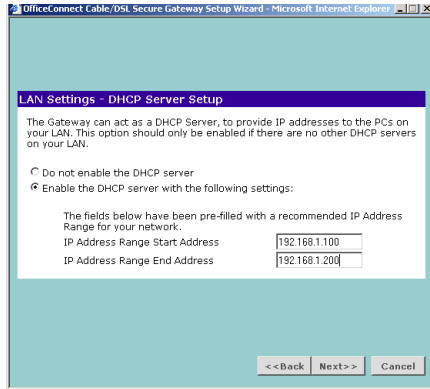 OfficeConnect Cable/DSL Secure Gateway Setup Wizard - Microsoft Internet Explorer
LAN Settings - DHCP Server Setup
The Gateway can act as a DHCP Server, to provide IP addresses to the PCs on
your LAN. This option should only be enabled if there are no other DHCP servers
on your LAN.
Do not enable the DHCP server
Enable the DHCP server with the following settings:
The fields below have been pre-filled with a recommended IP Address
Range for your network.
IP Address Range Start Address 192.168.1.100
IP Address Range End Address 192.168.1.200
<<Back Next>> Cancel